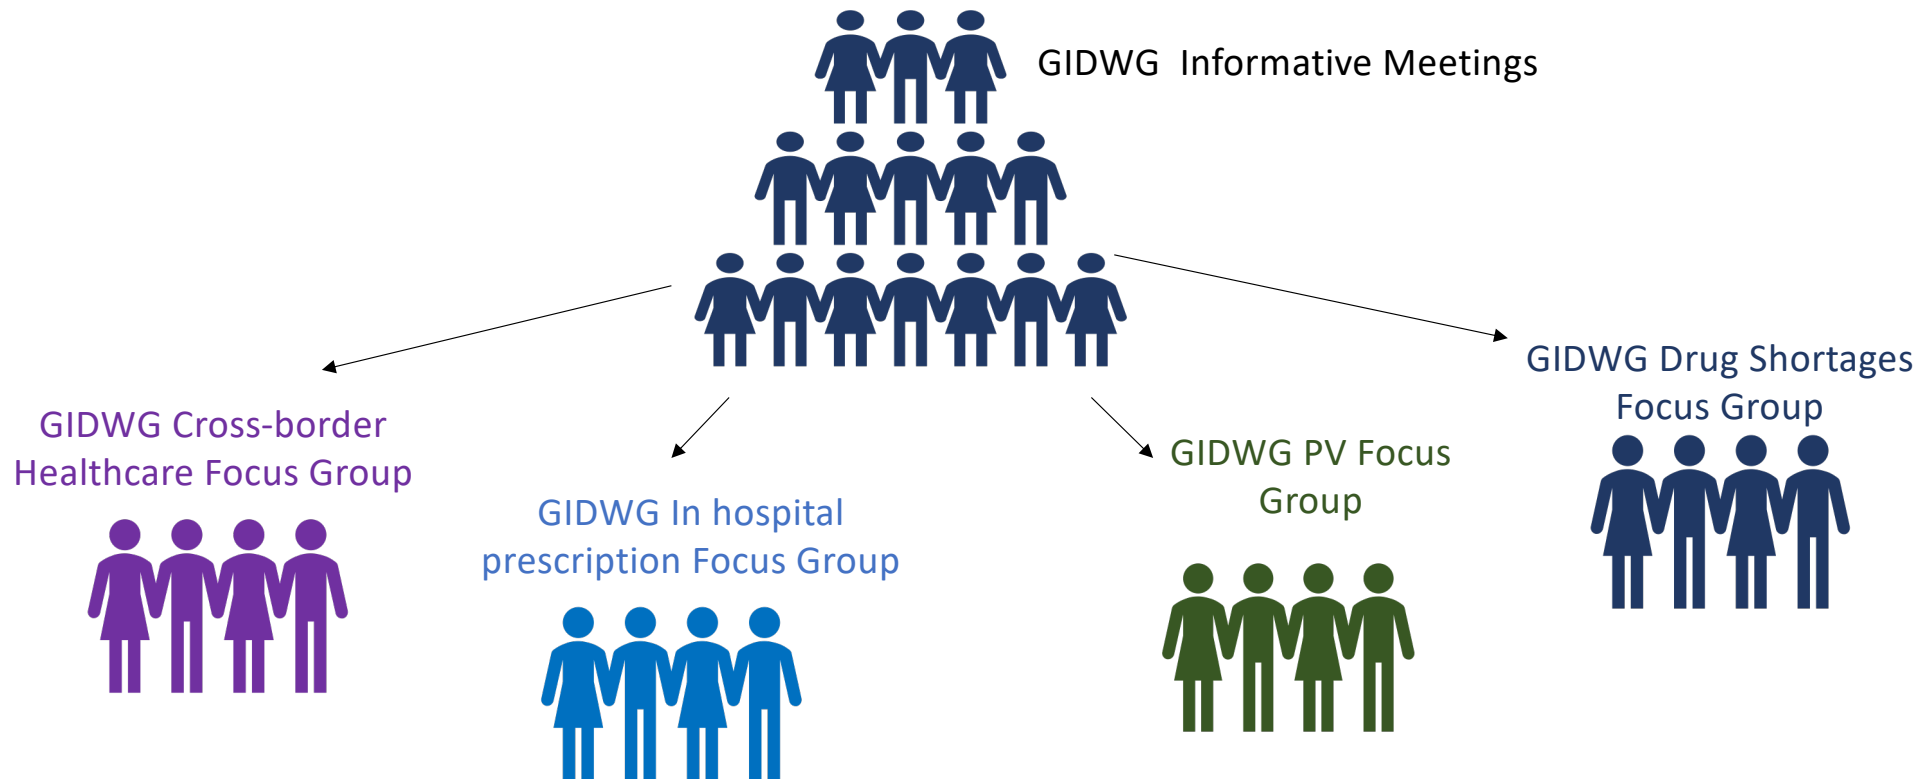 GIDWG  Informative Meetings
GIDWG Cross-border
Healthcare Focus Group
GIDWG In hospital
prescription Focus Group
GIDWG PV Focus
Group
GIDWG Drug Shortages
Focus Group